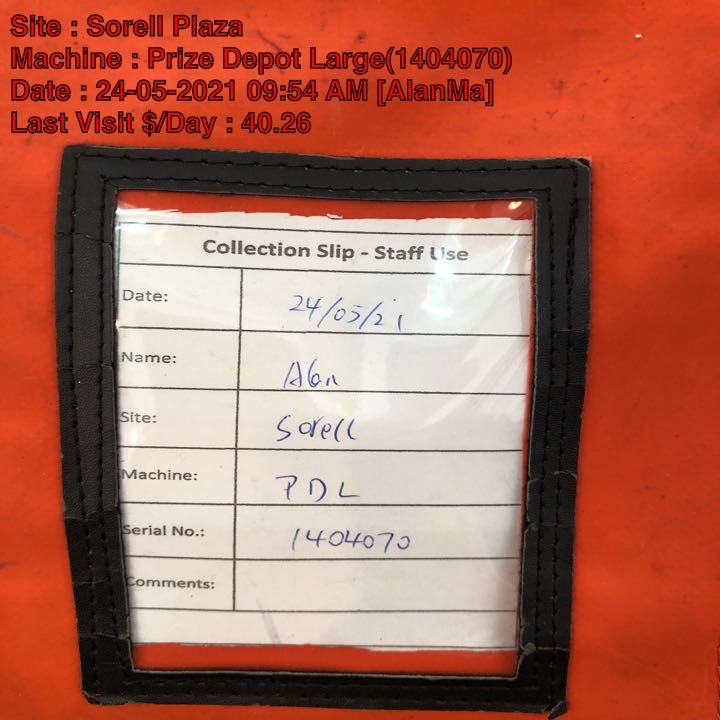 Site : Sorell Plaza
Machine : Prize Depot Large(1404070)
Date : 24-05-2021 09:54 AM [AlanMa]
Last Visit $/Day : 40.26
Collection Slip - Staff Use
Date: 24/05/21
Name: Alan
Site: Sorell
Machine: PDL
Serial No.: 1404070
Comments: